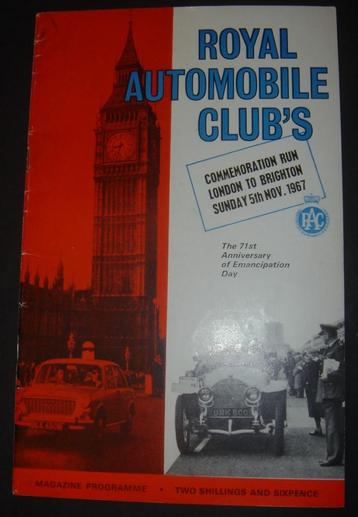 ROYAL
AUTOMOBILE
CLUB'S
COMMEMORATION RUN
LONDON TO BRIGHTON
SUNDAY 5th NOV. 1967
RAC
The 71st
Anniversary
of Emancipation
Day
MAGAZINE PROGRAMME • TWO SHILLINGS AND SIXPENCE